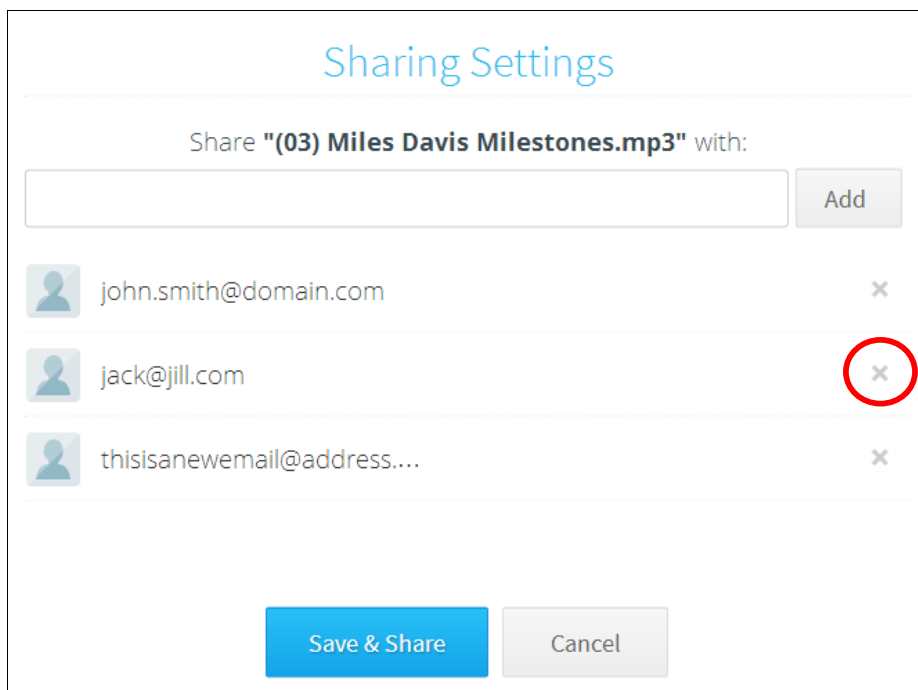 Sharing Settings
Share "(03) Miles Davis Milestones.mp3" with:
Add
john.smith@domain.com
jack@jill.com
thisisanewemail@address....
Save & Share
Cancel